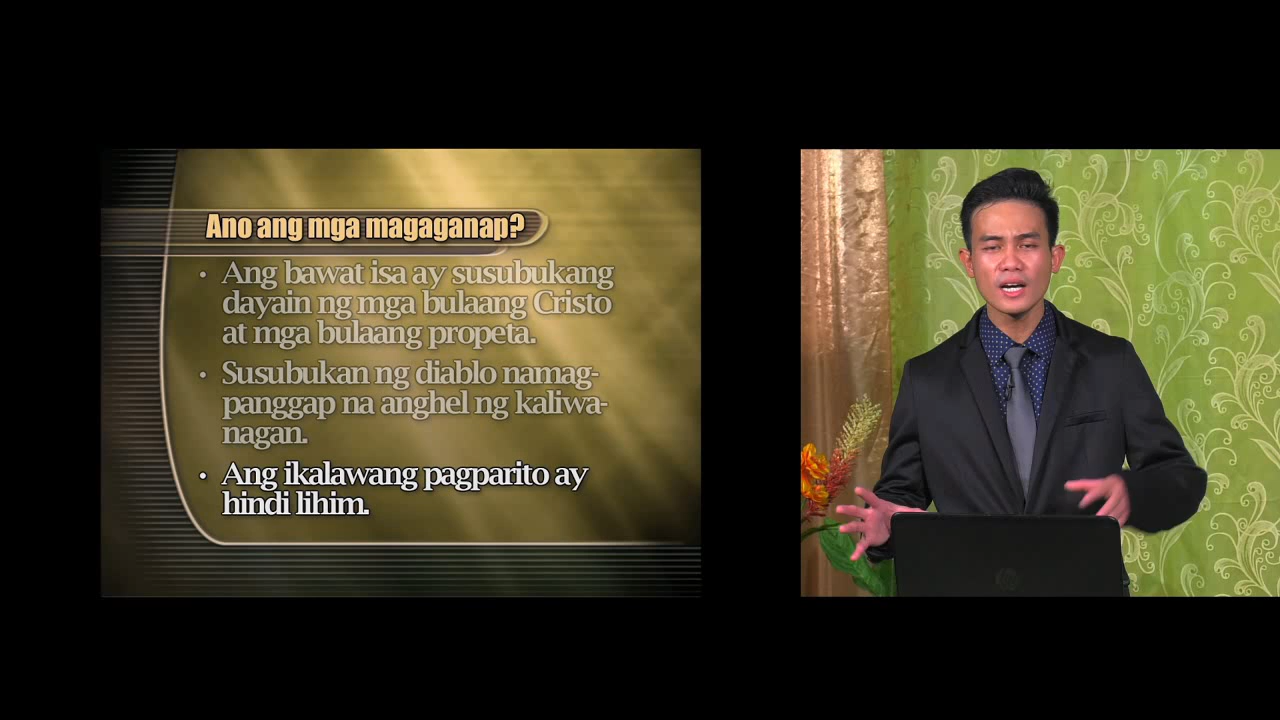 Ano ang mga magaganap?
• Ang bawat isa ay susubukang
dayain ng mga bulaang Cristo
at mga bulaang propeta.
• Susubukan ng diablo namag-
panggap na anghel ng kaliwa-
nagan.
• Ang ikalawang pagparito ay
hindi lihim.